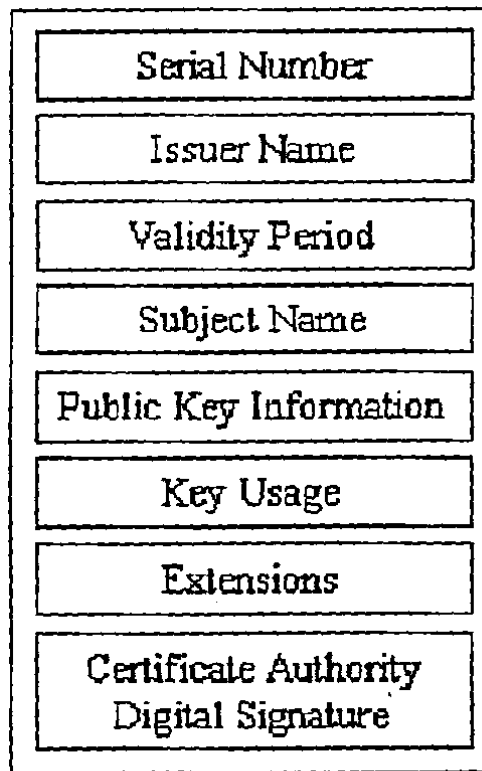 Serial Number
Issuer Name
Validity Period
Subject Name
Public Key Information
Key Usage
Extensions
Certificate Authority
Digital Signature